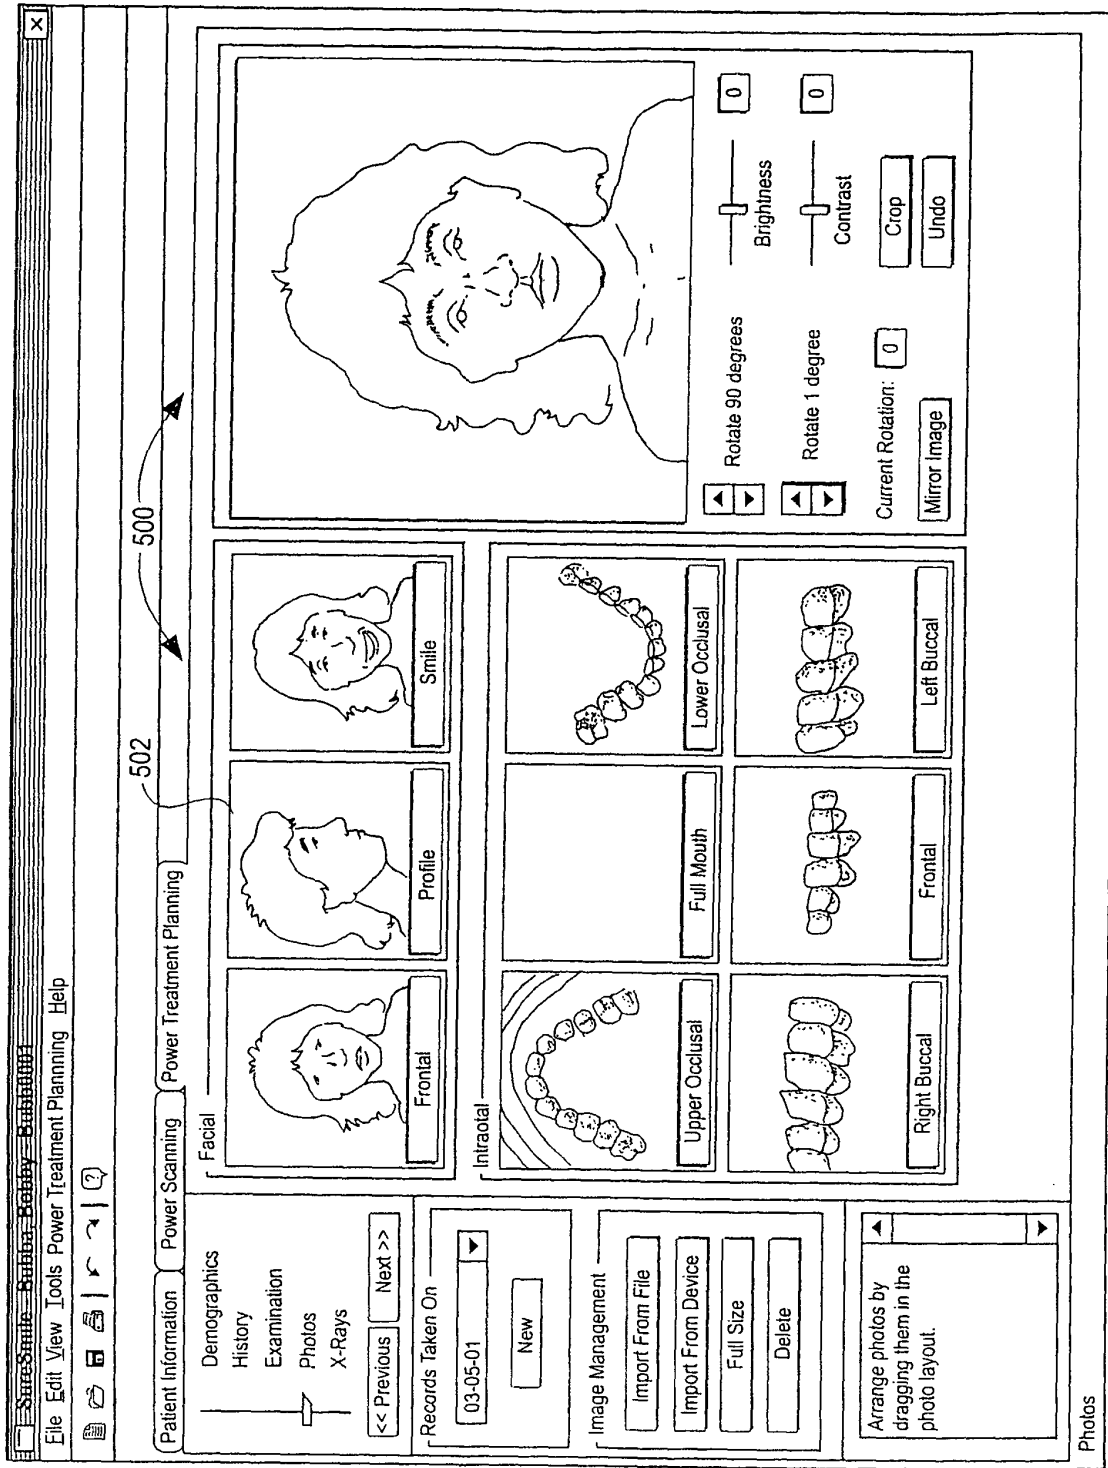 SureSmile - Bubba, Bobby - Bubb0001
File Edit View Tools Power Treatment Plannning Help
Patient Information
Power Scanning
Power Treatment Planning
500
502
Demographics
History
Examination
Photos
X-Rays
<< Previous
Next >>
Records Taken On
03-05-01
New
Image Management
Import From File
Import From Device
Full Size
Delete
Arrange photos by
dragging them in the
photo layout.
Facial
Frontal
Profile
Smile
Intraotal
Upper Occlusal
Full Mouth
Lower Occlusal
Right Buccal
Frontal
Left Buccal
Rotate 90 degrees
Brightness
0
Rotate 1 degree
Contrast
0
Current Rotation: 0
Mirror Image
Crop
Undo
Photos